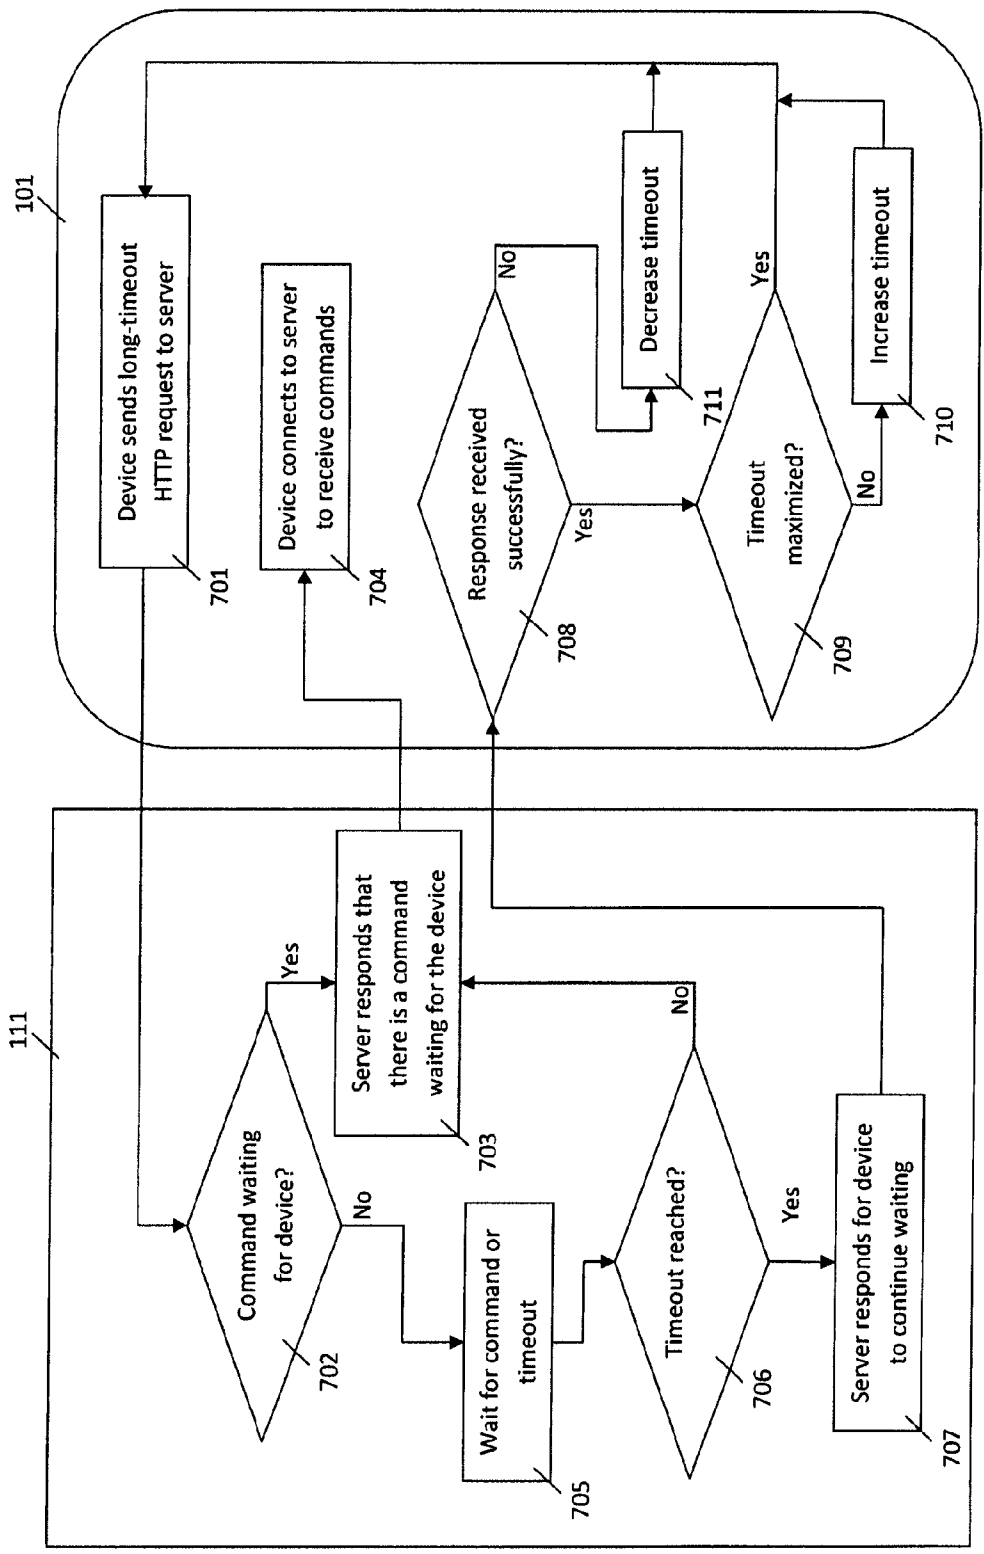 111
Command waiting
for device?
702
Yes
No
Server responds that
there is a command
waiting for the device
703
Wait for command or
timeout
705
Timeout reached?
706
No
Yes
Server responds for device
to continue waiting
707
101
Device sends long-timeout
HTTP request to server
701
Device connects to server
to receive commands
704
Response received
successfully?
708
No
Yes
Decrease timeout
711
Timeout
maximized?
709
Yes
No
Increase timeout
710